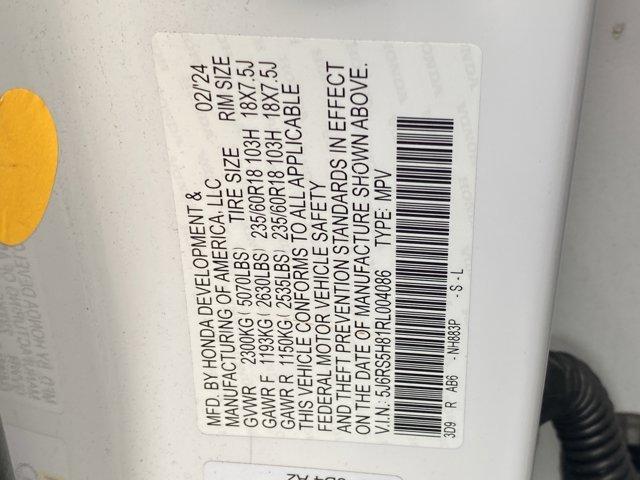 MFD. BY HONDA DEVELOPMENT & 02/'24
MANUFACTURING OF AMERICA, LLC
TIRE SIZE RIM SIZE
GVWR 2300KG ( 5070LBS)
GAWR F 1193KG ( 2630LBS) 235/60R18 103H 18X7.5J
GAWR R 1150KG ( 2535LBS) 235/60R18 103H 18X7.5J
THIS VEHICLE CONFORMS TO ALL APPLICABLE
FEDERAL MOTOR VEHICLE SAFETY
AND THEFT PREVENTION STANDARDS IN EFFECT
ON THE DATE OF MANUFACTURE SHOWN ABOVE.
V.I.N.: 5J6RS5H81RL004086 TYPE: MPV
3D9 R AB6 - NH883P - S - L